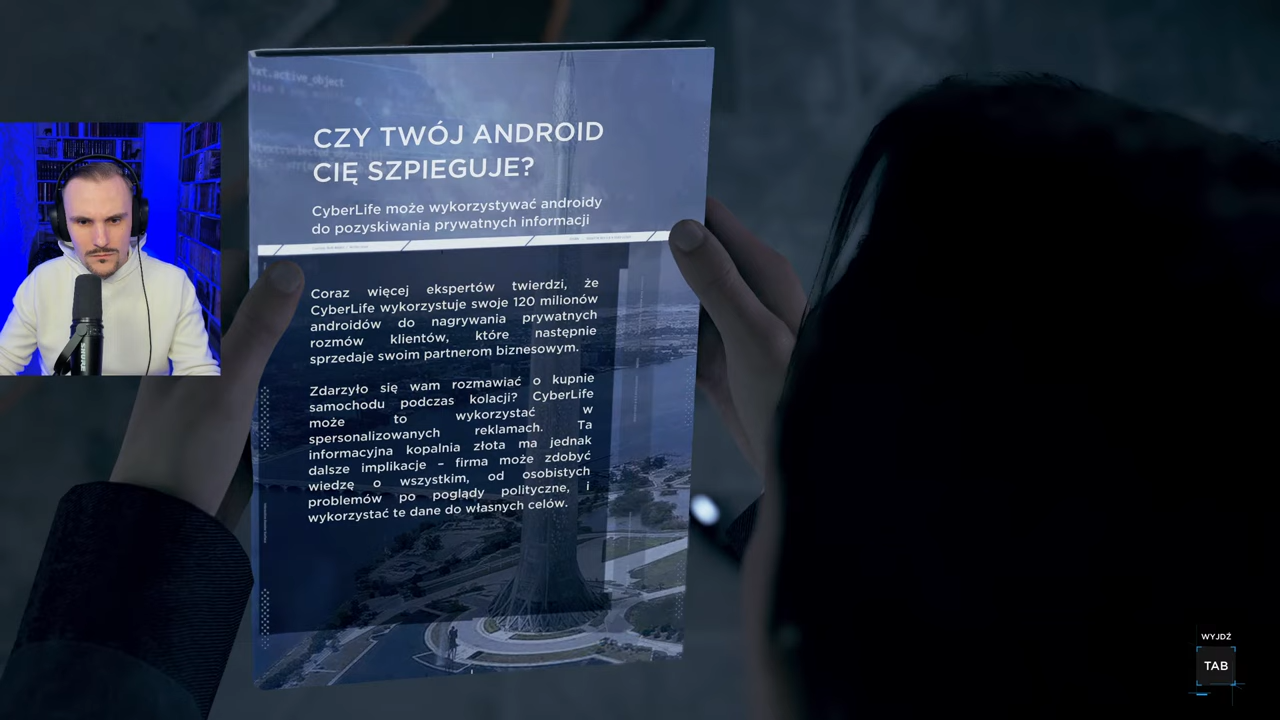 CZY TWÓJ ANDROID
CIĘ SZPIEGUJE?
CyberLife może wykorzystywać androidy
do pozyskiwania prywatnych informacji
Coraz więcej ekspertów twierdzi, że
CyberLife wykorzystuje swoje 120 milionów
androidów do nagrywania prywatnych
rozmów klientów, które następnie
sprzedaje swoim partnerom biznesowym.
Zdarzyło się wam rozmawiać o kupnie
samochodu podczas kolacji? CyberLife
może to wykorzystać w
spersonalizowanych reklamach. Ta
informacyjna kopalnia złota ma jednak
dalsze implikacje – firma może zdobyć
wiedzę o wszystkim, od osobistych
problemów po poglądy polityczne, i
wykorzystać te dane do własnych celów.
WYJDŹ
TAB